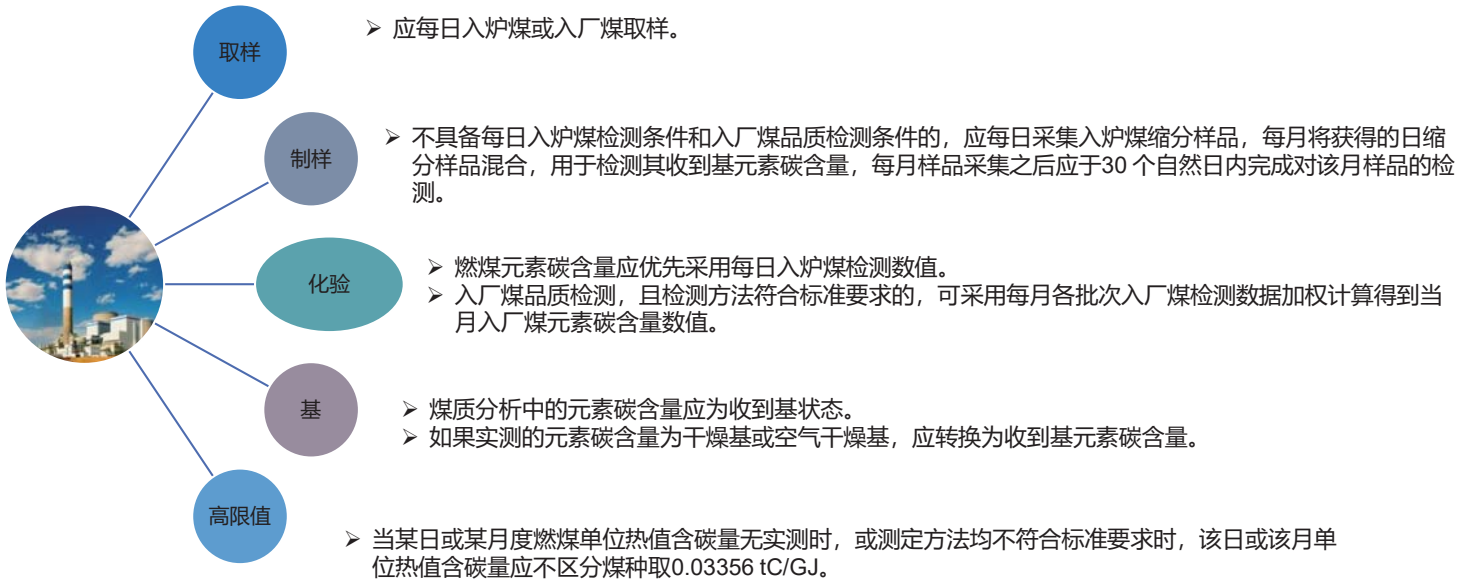 取样
➢ 应每日入炉煤或入厂煤取样。
制样
➢ 不具备每日入炉煤检测条件和入厂煤品质检测条件的，应每日采集入炉煤缩分样品，每月将获得的日缩
分样品混合，用于检测其收到基元素碳含量，每月样品采集之后应于30 个自然日内完成对该月样品的检
测。
化验
➢ 燃煤元素碳含量应优先采用每日入炉煤检测数值。
➢ 入厂煤品质检测，且检测方法符合标准要求的，可采用每月各批次入厂煤检测数据加权计算得到当
月入厂煤元素碳含量数值。
基
➢ 煤质分析中的元素碳含量应为收到基状态。
➢ 如果实测的元素碳含量为干燥基或空气干燥基，应转换为收到基元素碳含量。
高限值
➢ 当某日或某月度燃煤单位热值含碳量无实测时，或测定方法均不符合标准要求时，该日或该月单
位热值含碳量应不区分煤种取0.03356 tC/GJ。